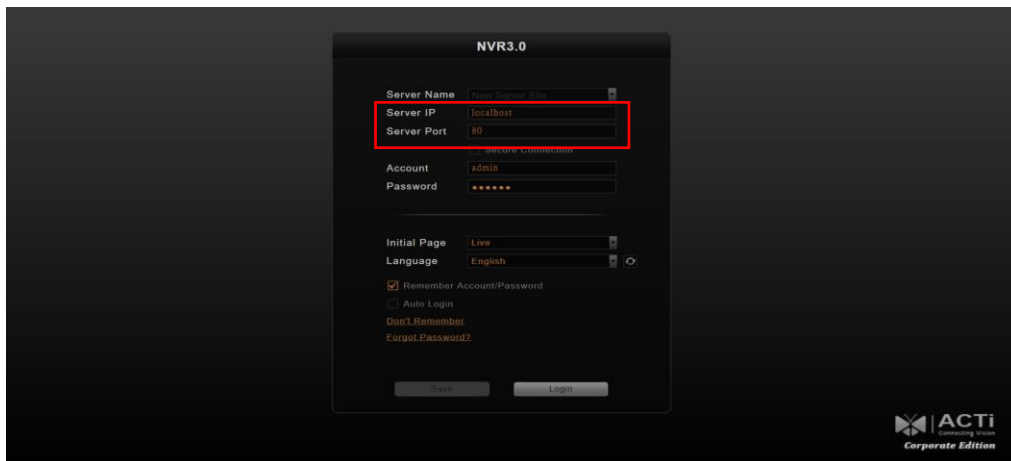 NVR3.0
Server Name New Server Site
Server IP localhost
Server Port 80
Secure Connection
Account admin
Password ••••••
Initial Page Live
Language English
Remember Account/Password
Auto Login
Don't Remember
Forgot Password?
Save Login
ACTi
Connecting Vision
Corporate Edition